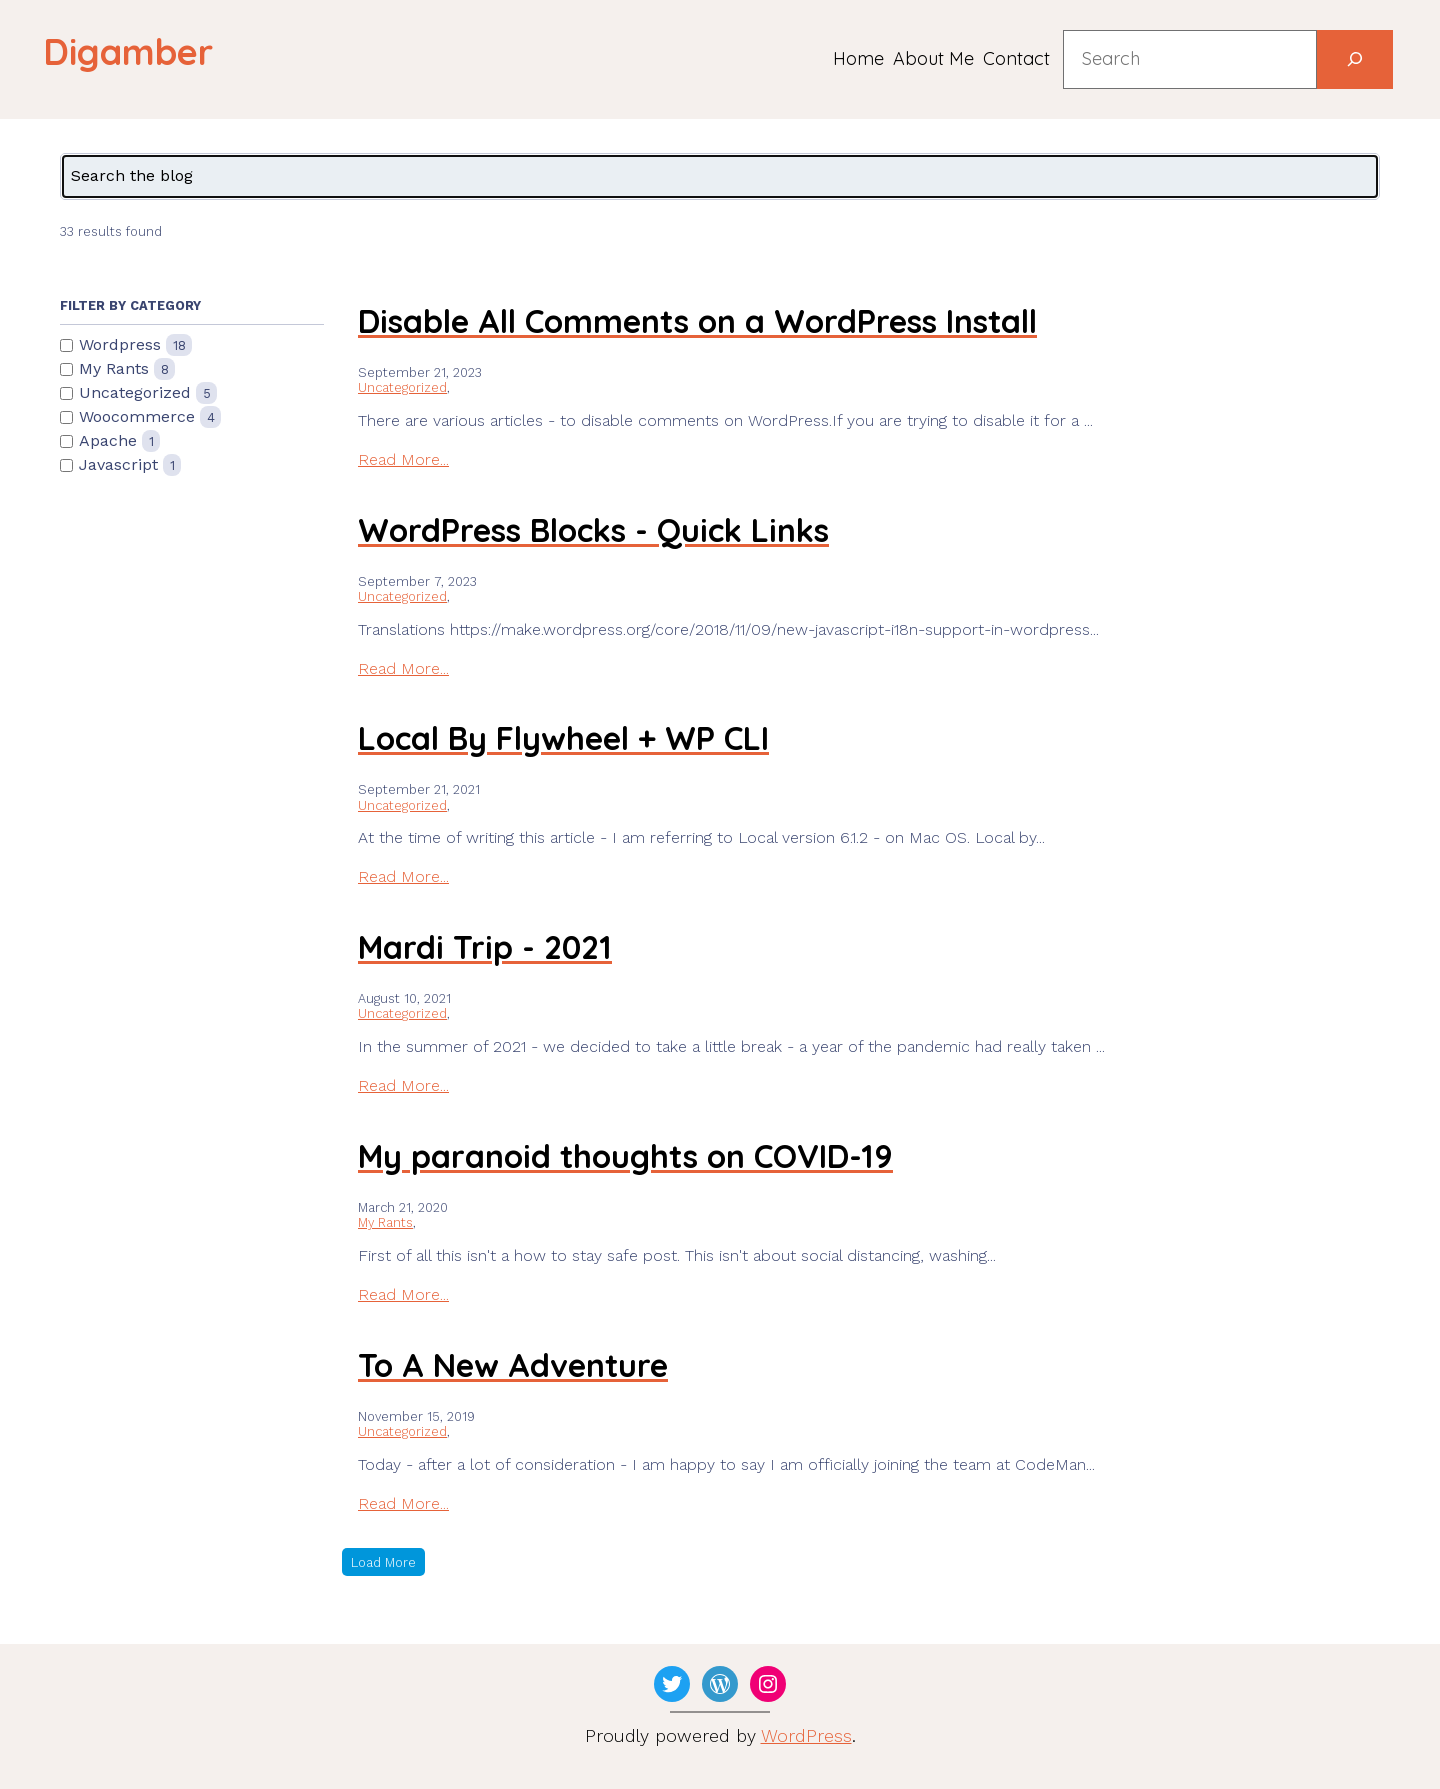 Digamber
Home About Me Contact
Search
Search the blog
33 results found
FILTER BY CATEGORY
Wordpress 18
My Rants 8
Uncategorized 5
Woocommerce 4
Apache 1
Javascript 1
Disable All Comments on a WordPress Install
September 21, 2023
Uncategorized,
There are various articles - to disable comments on WordPress.If you are trying to disable it for a ...
Read More...
WordPress Blocks - Quick Links
September 7, 2023
Uncategorized,
Translations https://make.wordpress.org/core/2018/11/09/new-javascript-i18n-support-in-wordpress...
Read More...
Local By Flywheel + WP CLI
September 21, 2021
Uncategorized,
At the time of writing this article - I am referring to Local version 6.1.2 - on Mac OS. Local by...
Read More...
Mardi Trip - 2021
August 10, 2021
Uncategorized,
In the summer of 2021 - we decided to take a little break - a year of the pandemic had really taken ...
Read More...
My paranoid thoughts on COVID-19
March 21, 2020
My Rants,
First of all this isn't a how to stay safe post. This isn't about social distancing, washing...
Read More...
To A New Adventure
November 15, 2019
Uncategorized,
Today - after a lot of consideration - I am happy to say I am officially joining the team at CodeMan...
Read More...
Load More
Proudly powered by WordPress.